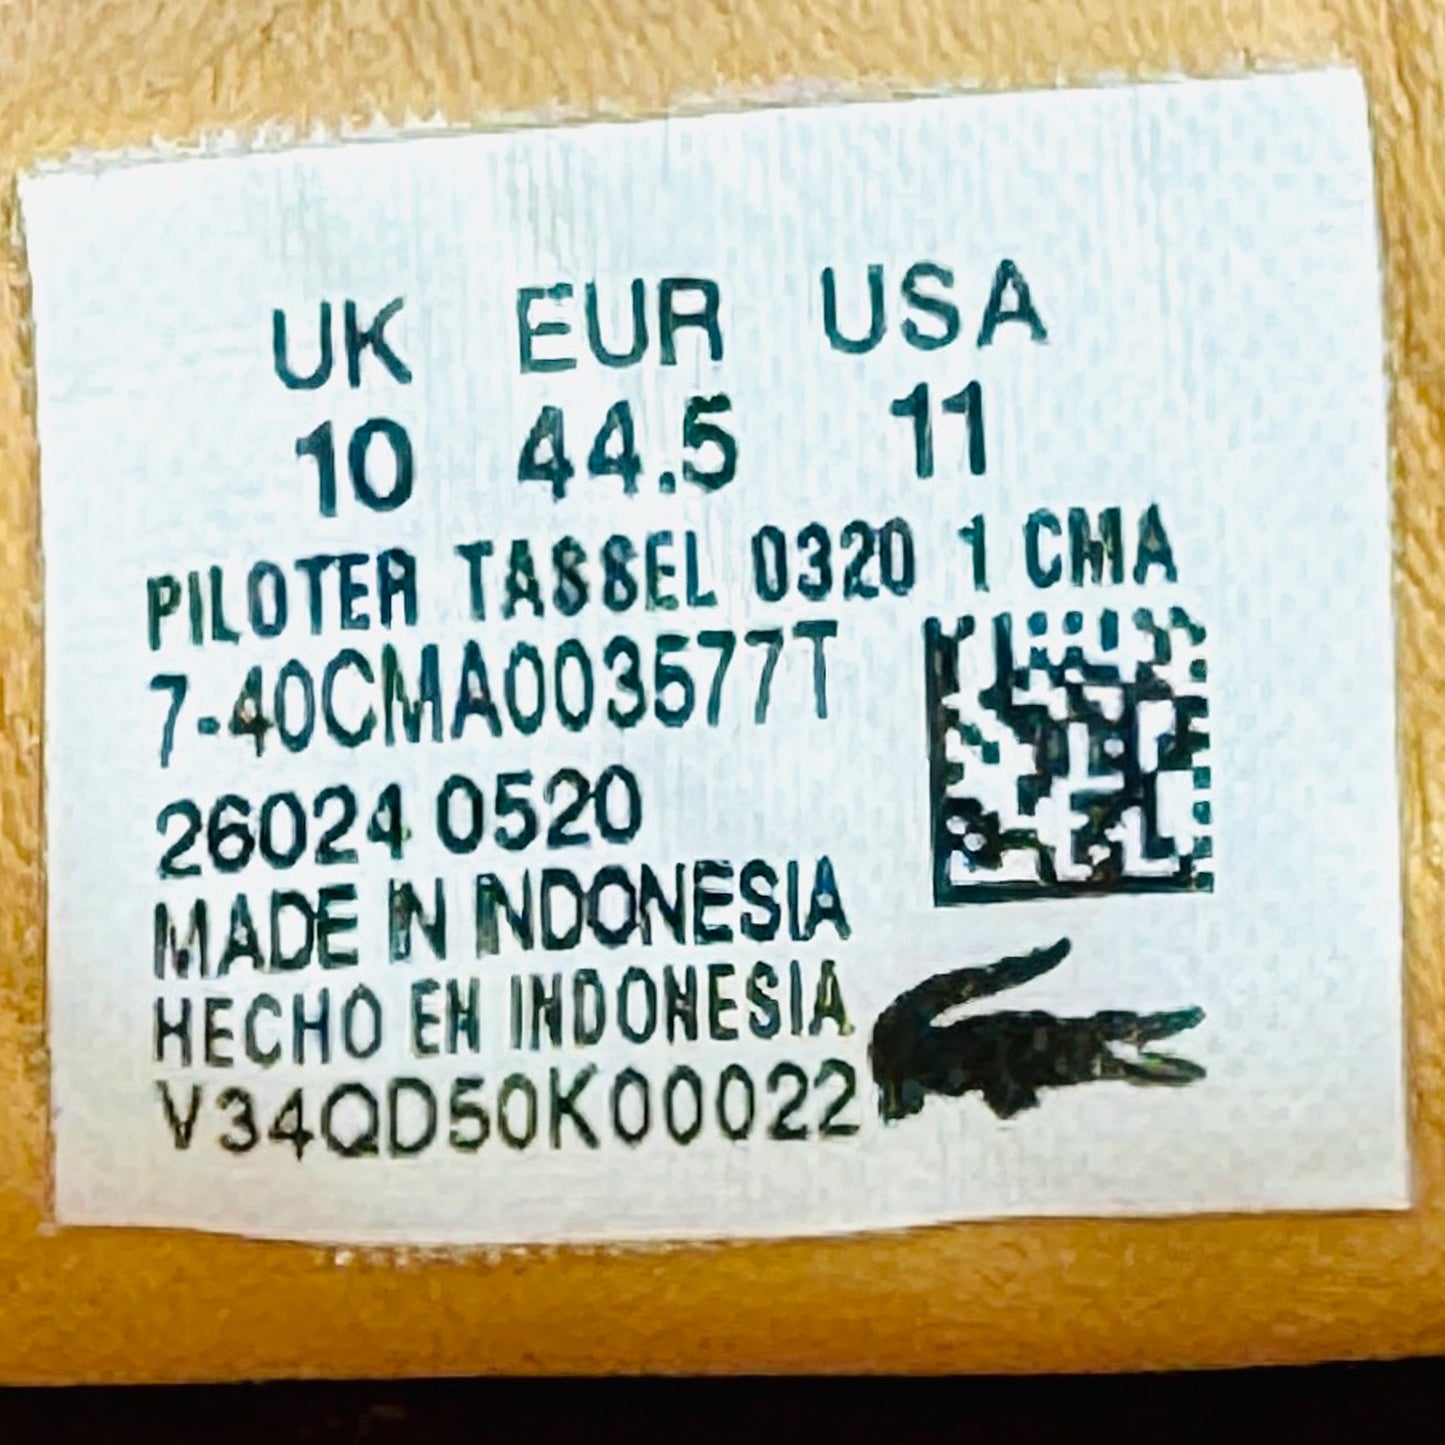 UK EUR USA
10 44.5 11
PILOTER TASSEL 0320 1 CMA
7-40CMA003577T
26024 0520
MADE IN INDONESIA
HECHO EN INDONESIA
V34QD50K00022